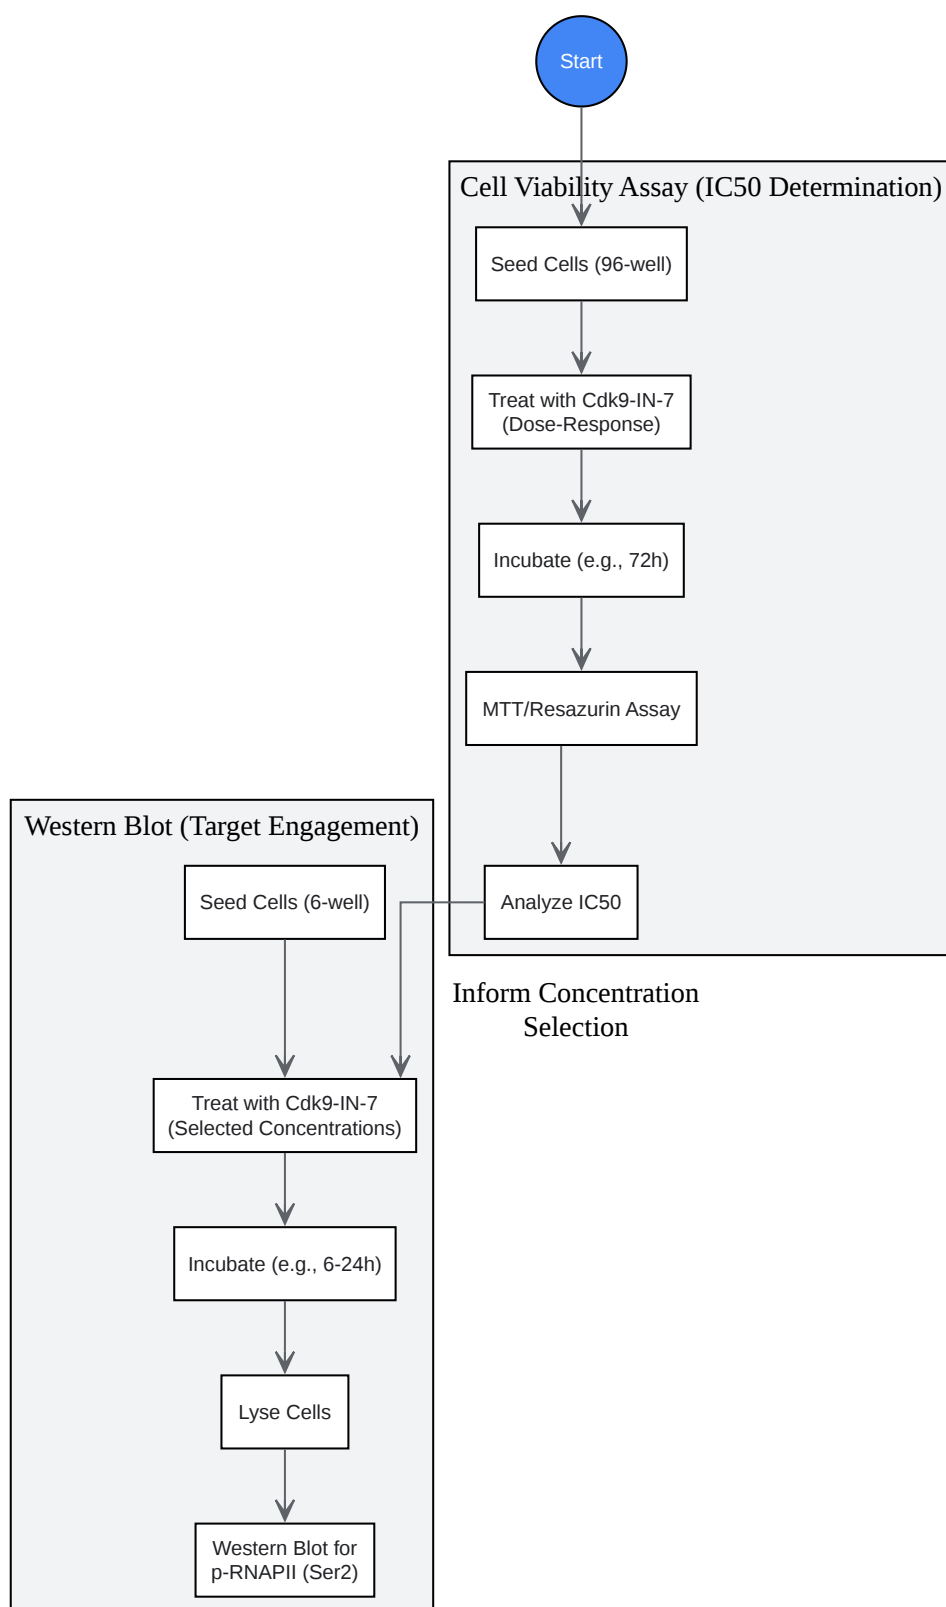 Start
Cell Viability Assay (IC50 Determination)
Seed Cells (96-well)
Treat with Cdk9-IN-7
(Dose-Response)
Incubate (e.g., 72h)
MTT/Resazurin Assay
Analyze IC50
Inform Concentration
Selection
Western Blot (Target Engagement)
Seed Cells (6-well)
Treat with Cdk9-IN-7
(Selected Concentrations)
Incubate (e.g., 6-24h)
Lyse Cells
Western Blot for
p-RNAPII (Ser2)